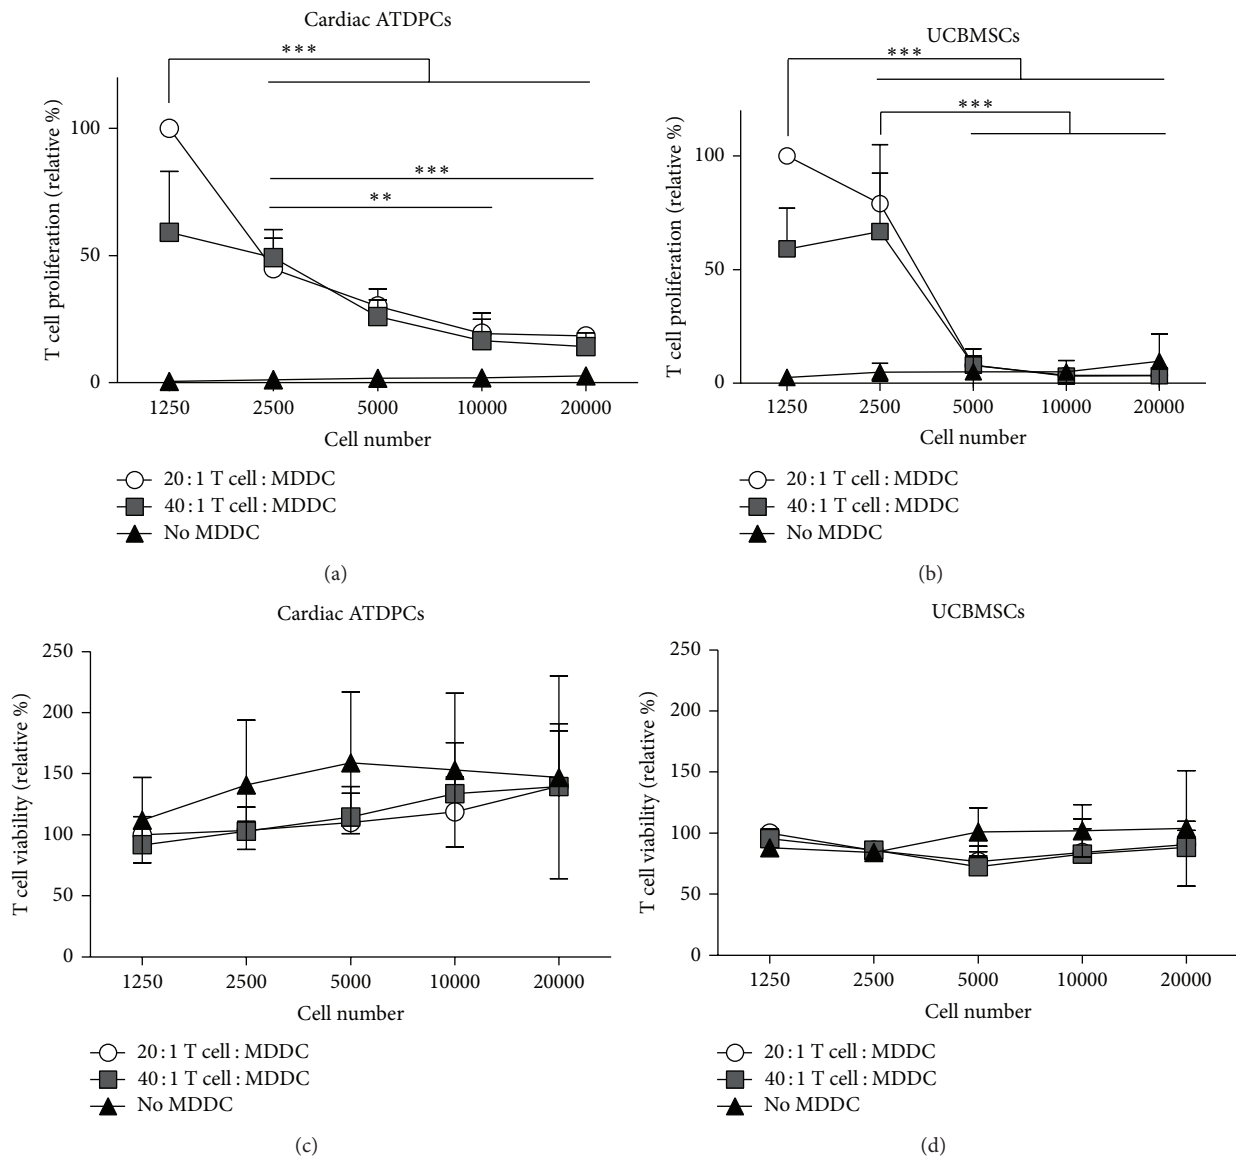 Cardiac ATDPCs
***
T cell proliferation (relative %)
100
***
**
50
0
1250 2500 5000 10000 20000
Cell number
20:1 T cell:MDDC
40:1 T cell:MDDC
No MDDC
(a)
UCBMSCs
***
***
T cell proliferation (relative %)
100
50
0
1250 2500 5000 10000 20000
Cell number
20:1 T cell:MDDC
40:1 T cell:MDDC
No MDDC
(b)
Cardiac ATDPCs
T cell viability (relative %)
250
200
150
100
50
0
1250 2500 5000 10000 20000
Cell number
20:1 T cell:MDDC
40:1 T cell:MDDC
No MDDC
(c)
UCBMSCs
T cell viability (relative %)
250
200
150
100
50
0
1250 2500 5000 10000 20000
Cell number
20:1 T cell:MDDC
40:1 T cell:MDDC
No MDDC
(d)